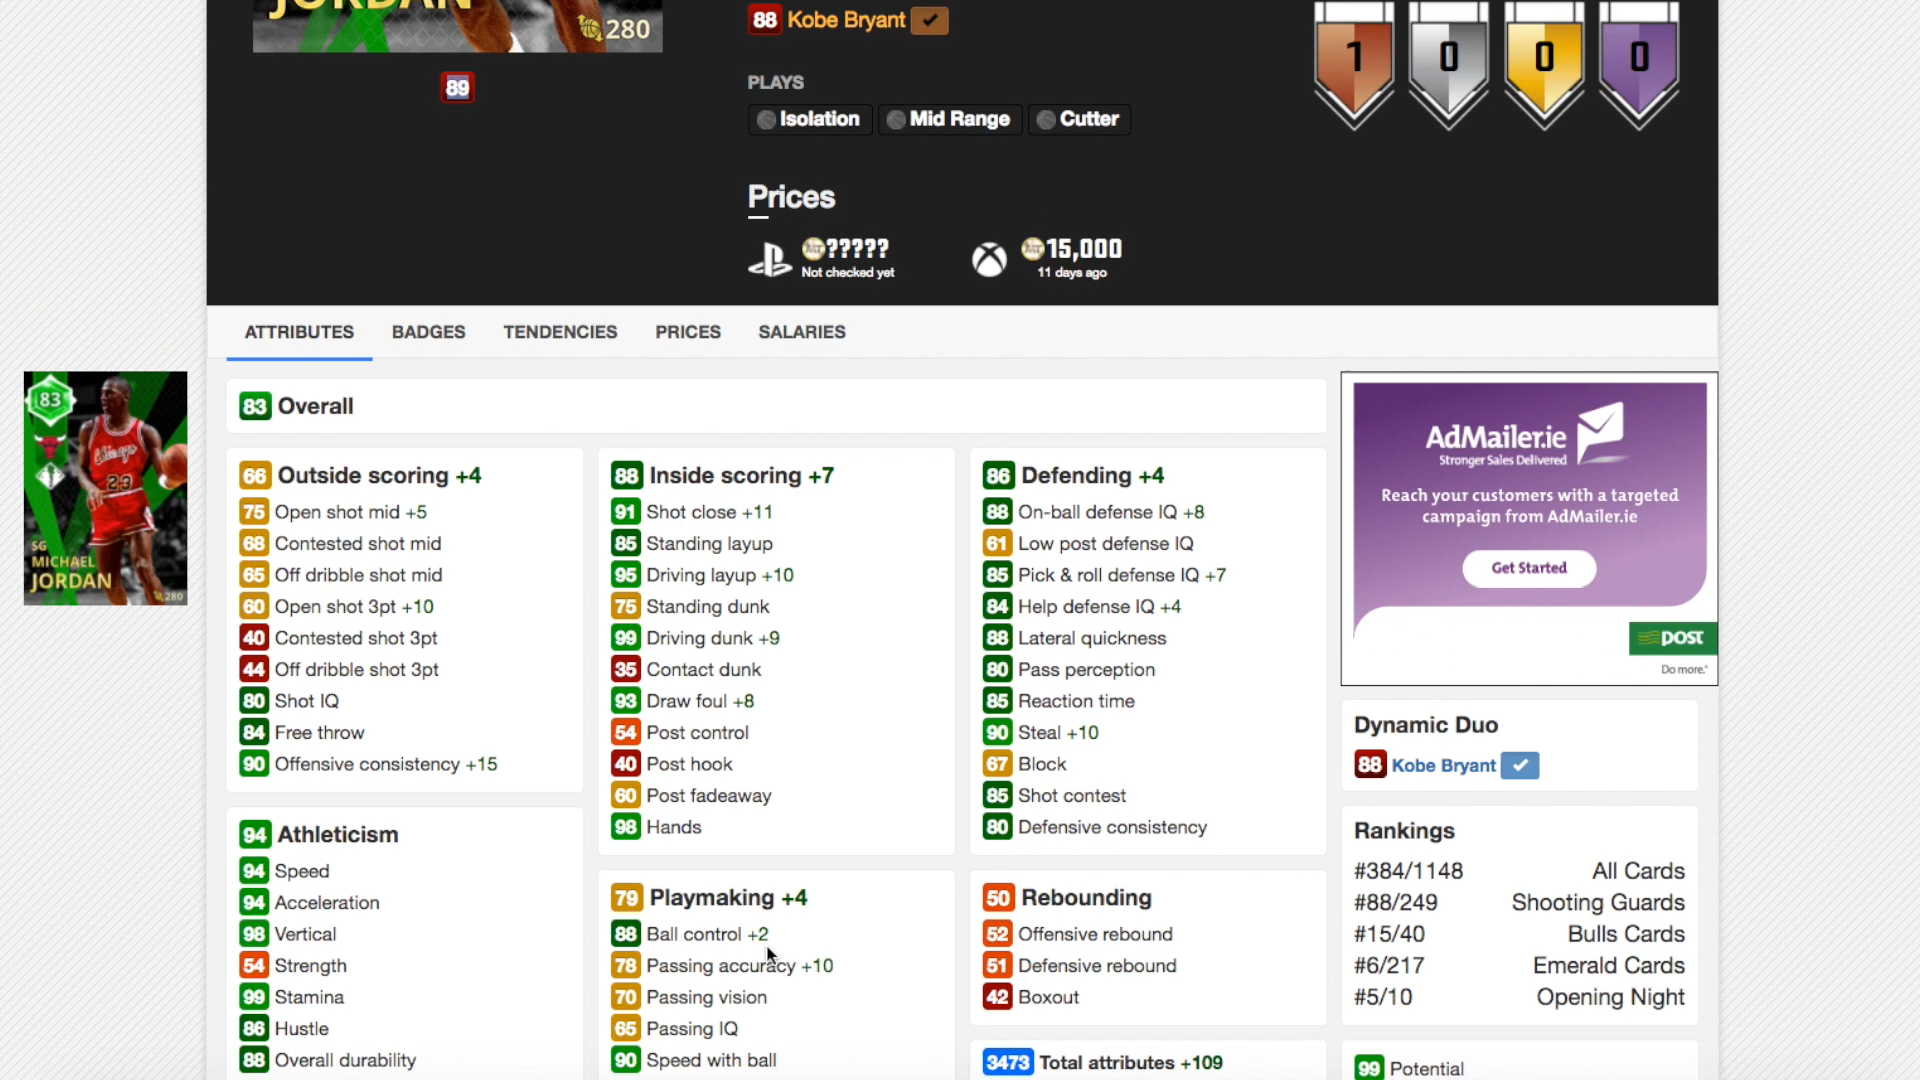 JORDAN
280
89
88 Kobe Bryant
1 0 0 0
PLAYS
Isolation Mid Range Cutter
Prices
MT ????? 
Not checked yet
MT 15,000
11 days ago
ATTRIBUTES BADGES TENDENCIES PRICES SALARIES
83
Chicago
23
SG
MICHAEL
JORDAN
280
83 Overall
66 Outside scoring +4
75 Open shot mid +5
68 Contested shot mid
65 Off dribble shot mid
60 Open shot 3pt +10
40 Contested shot 3pt
44 Off dribble shot 3pt
80 Shot IQ
84 Free throw
90 Offensive consistency +15
94 Athleticism
94 Speed
94 Acceleration
98 Vertical
54 Strength
99 Stamina
86 Hustle
88 Overall durability
88 Inside scoring +7
91 Shot close +11
85 Standing layup
95 Driving layup +10
75 Standing dunk
99 Driving dunk +9
35 Contact dunk
93 Draw foul +8
54 Post control
40 Post hook
60 Post fadeaway
98 Hands
79 Playmaking +4
88 Ball control +2
78 Passing accuracy +10
70 Passing vision
65 Passing IQ
90 Speed with ball
86 Defending +4
88 On-ball defense IQ +8
61 Low post defense IQ
85 Pick & roll defense IQ +7
84 Help defense IQ +4
88 Lateral quickness
80 Pass perception
85 Reaction time
90 Steal +10
67 Block
85 Shot contest
80 Defensive consistency
50 Rebounding
52 Offensive rebound
51 Defensive rebound
42 Boxout
3473 Total attributes +109
AdMailer.ie
Stronger Sales Delivered
Reach your customers with a targeted
campaign from AdMailer.ie
Get Started
POST
Do more.
Dynamic Duo
88 Kobe Bryant
Rankings
#384/1148 All Cards
#88/249 Shooting Guards
#15/40 Bulls Cards
#6/217 Emerald Cards
#5/10 Opening Night
99 Potential